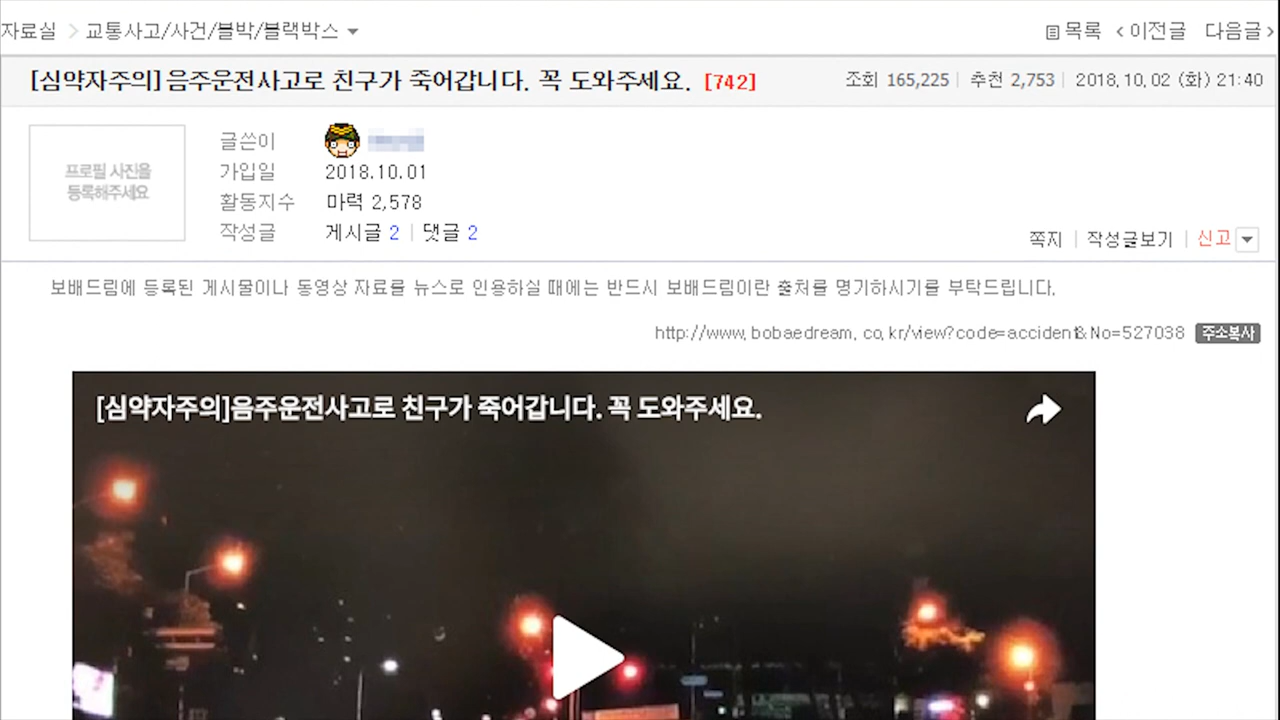 자료실 > 교통사고/사건/블박/블랙박스 목록 < 이전글 다음글 >
[심약자주의] 음주운전사고로 친구가 죽어갑니다. 꼭 도와주세요. [742] 조회 165,225 | 추천 2,753 | 2018.10.02 (화) 21:40
프로필 사진을
등록해주세요
글쓴이
가입일 2018.10.01
활동지수 마력 2,578
작성글 게시글 2 | 댓글 2
쪽지 | 작성글보기 | 신고
보배드림에 등록된 게시물이나 동영상 자료를 뉴스로 인용하실 때에는 반드시 보배드림이란 출처를 명기하시기를 부탁드립니다.
http://www.bobaedream.co.kr/view?code=accident&No=527038 주소복사
[심약자주의]음주운전사고로 친구가 죽어갑니다. 꼭 도와주세요.